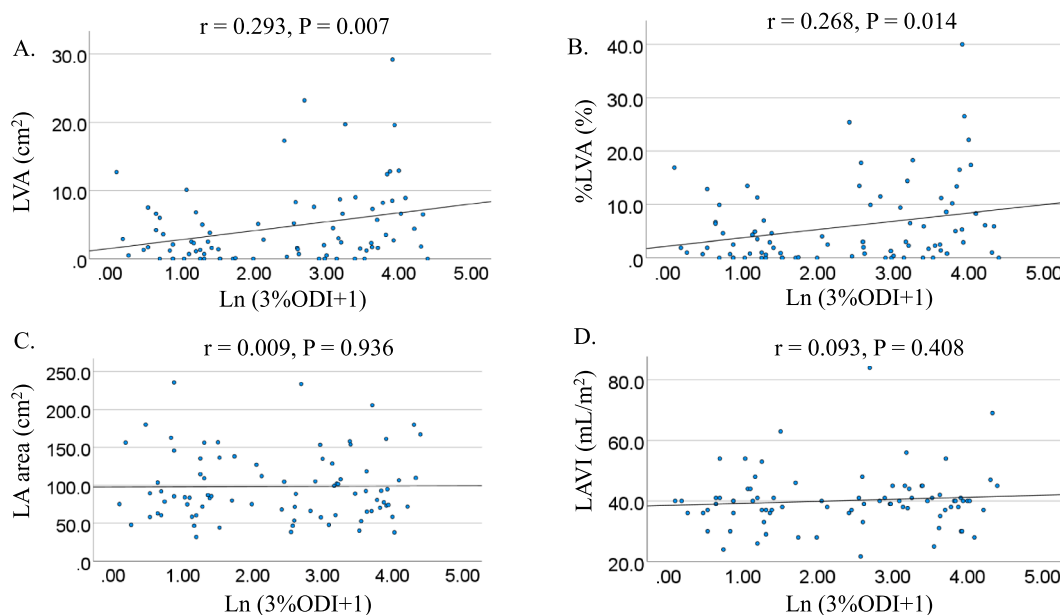 A.
r = 0.293, P = 0.007
LVA (cm²)
30.0
20.0
10.0
.0
.00 1.00 2.00 3.00 4.00 5.00
Ln (3%ODI+1)
B.
r = 0.268, P = 0.014
%LVA (%)
40.0
30.0
20.0
10.0
.0
.00 1.00 2.00 3.00 4.00 5.00
Ln (3%ODI+1)
C.
r = 0.009, P = 0.936
LA area (cm²)
250.0
200.0
150.0
100.0
50.0
.00
.00 1.00 2.00 3.00 4.00 5.00
Ln (3%ODI+1)
D.
r = 0.093, P = 0.408
LAVI (mL/m²)
80.0
60.0
40.0
20.0
.00 1.00 2.00 3.00 4.00 5.00
Ln (3%ODI+1)